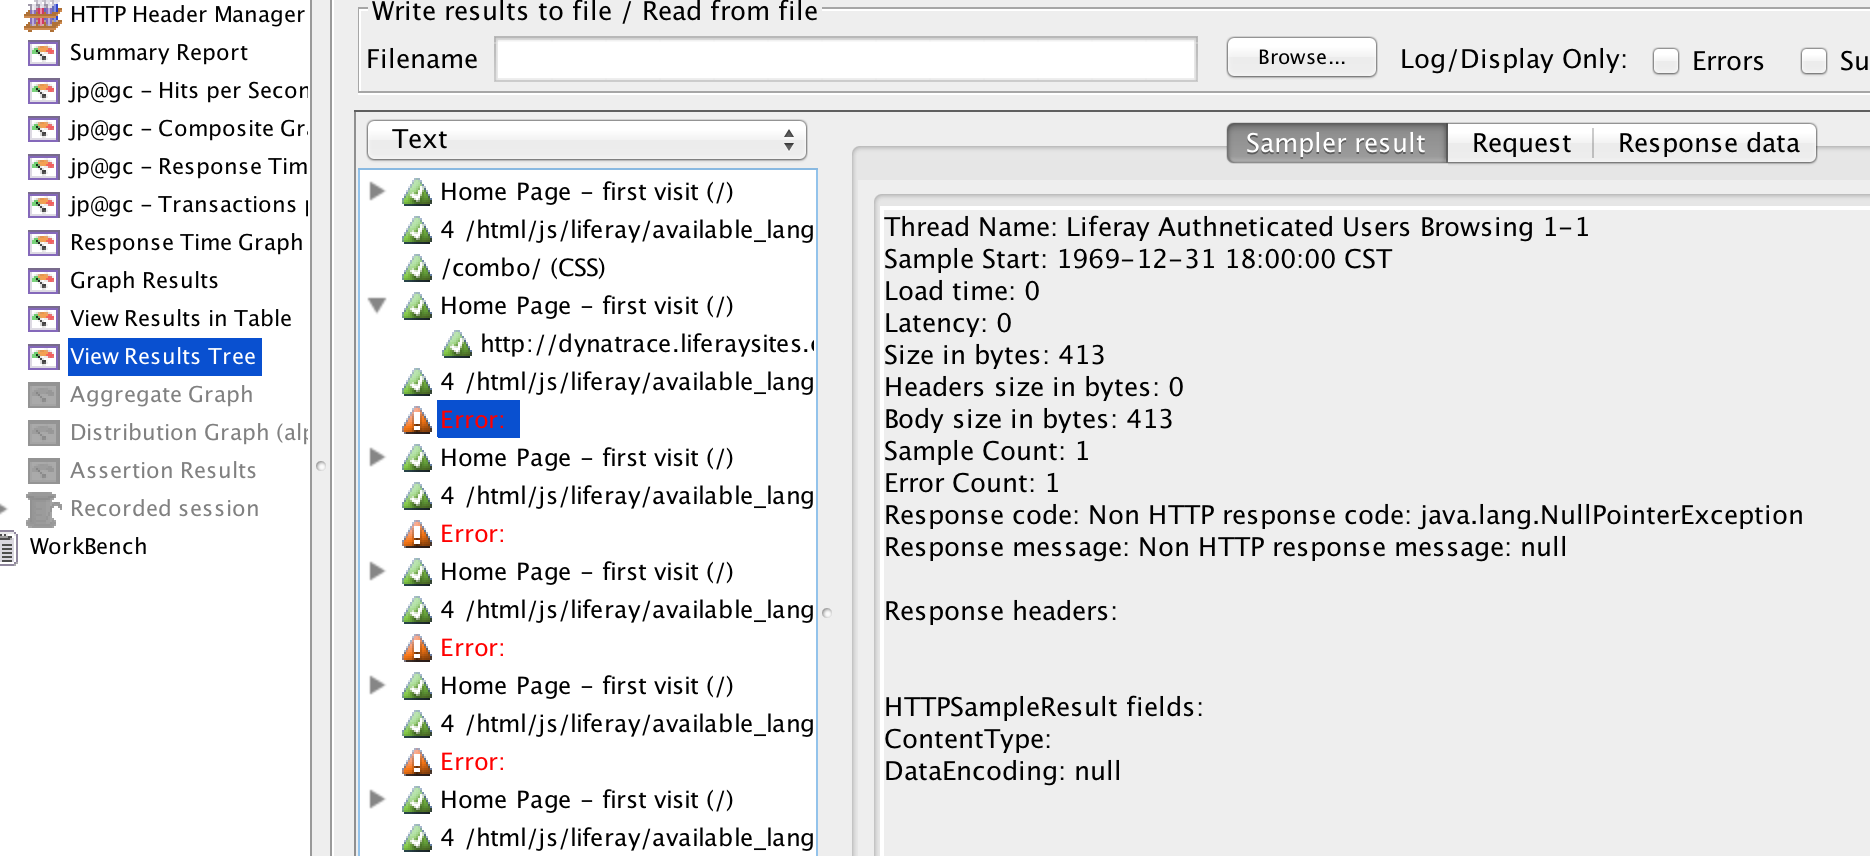 HTTP Header Manager
Summary Report
jp@gc - Hits per Secon
jp@gc - Composite Gr
jp@gc - Response Tim
jp@gc - Transactions p
Response Time Graph
Graph Results
View Results in Table
View Results Tree
Aggregate Graph
Distribution Graph (alp
Assertion Results
Recorded session
WorkBench
Write results to file / Read from file
Filename Browse... Log/Display Only: Errors Su
Text
Home Page - first visit (/)
4 /html/js/liferay/available_lang
/combo/ (CSS)
Home Page - first visit (/)
http://dynatrace.liferaysites.c
4 /html/js/liferay/available_lang
Error:
Home Page - first visit (/)
4 /html/js/liferay/available_lang
Error:
Home Page - first visit (/)
4 /html/js/liferay/available_lang
Error:
Home Page - first visit (/)
4 /html/js/liferay/available_lang
Error:
Home Page - first visit (/)
4 /html/js/liferay/available_lang
Sampler result Request Response data
Thread Name: Liferay Authneticated Users Browsing 1-1
Sample Start: 1969-12-31 18:00:00 CST
Load time: 0
Latency: 0
Size in bytes: 413
Headers size in bytes: 0
Body size in bytes: 413
Sample Count: 1
Error Count: 1
Response code: Non HTTP response code: java.lang.NullPointerException
Response message: Non HTTP response message: null
Response headers:
HTTPSampleResult fields:
ContentType:
DataEncoding: null